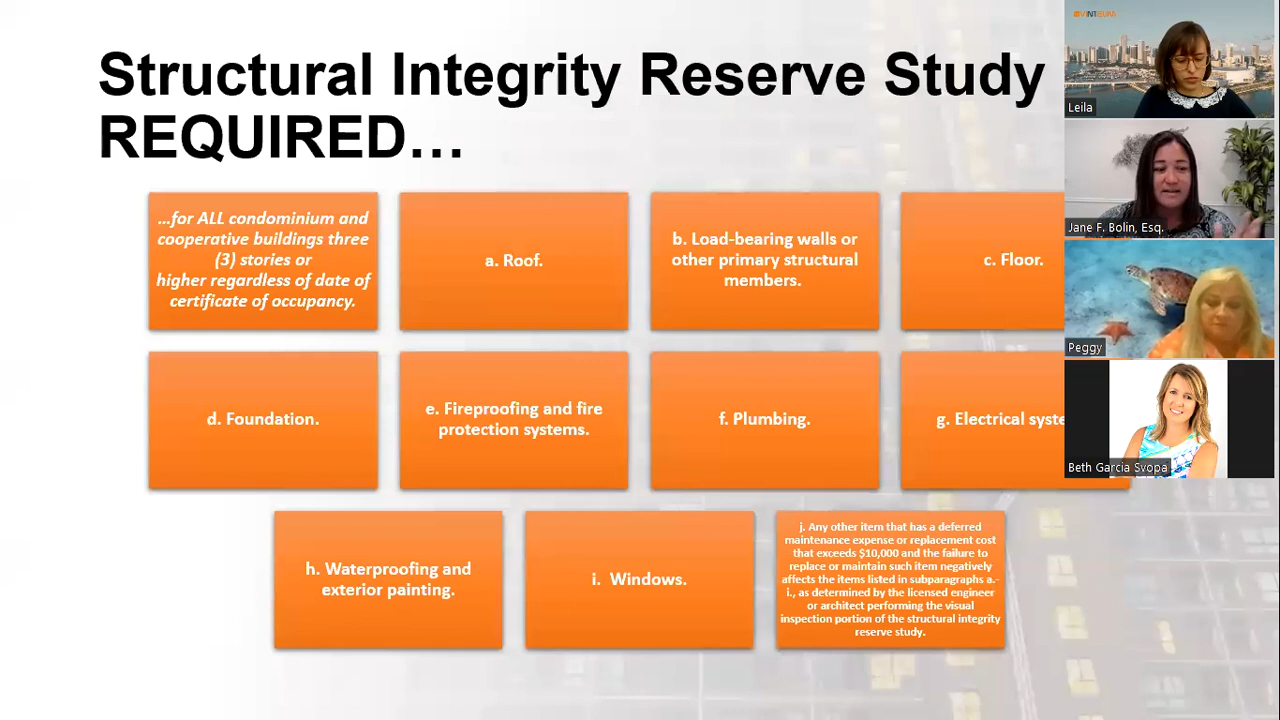 Structural Integrity Reserve Study
REQUIRED…
…for ALL condominium and
cooperative buildings three
(3) stories or
higher regardless of date of
certificate of occupancy.
a. Roof.
b. Load-bearing walls or
other primary structural
members.
c. Floor.
d. Foundation.
e. Fireproofing and fire
protection systems.
f. Plumbing.
g. Electrical syste
h. Waterproofing and
exterior painting.
i. Windows.
j. Any other item that has a deferred
maintenance expense or replacement cost
that exceeds $10,000 and the failure to
replace or maintain such item negatively
affects the items listed in subparagraphs a.-
i., as determined by the licensed engineer
or architect performing the visual
inspection portion of the structural integrity
reserve study.
VINTEUM
Leila
Jane F. Bolin, Esq.
Peggy
Beth Garcia Svopa